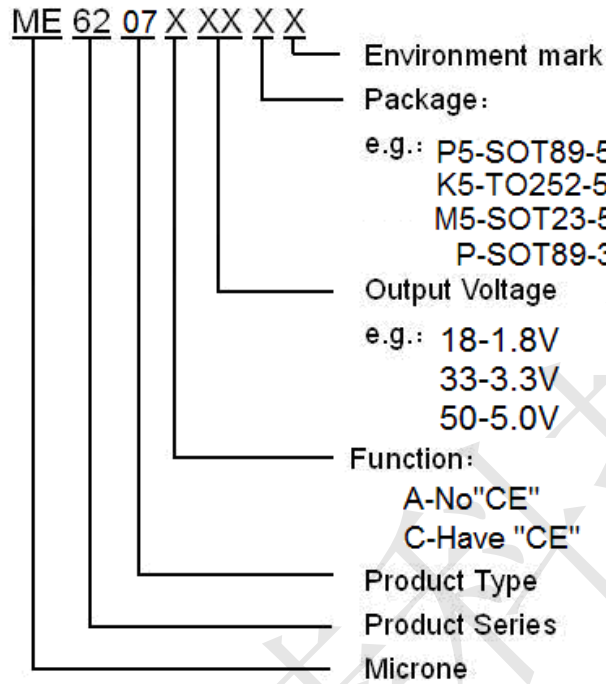 ME 62 07 X XX X X
Environment mark
Package：
e.g.： P5-SOT89-5
K5-TO252-5
M5-SOT23-5
P-SOT89-3
Output Voltage
e.g.： 18-1.8V
33-3.3V
50-5.0V
Function：
A-No"CE"
C-Have "CE"
Product Type
Product Series
Microne